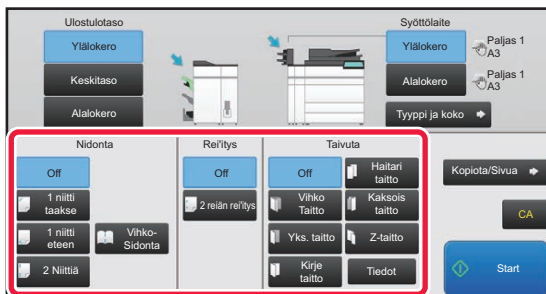 Ulostulotaso
Syöttölaite
Ylälokero
Ylälokero
Paljas 1
A3
Keskitaso
Alalokero
Paljas 1
A3
Alalokero
Tyyppi ja koko
Nidonta
Rei'itys
Taivuta
Off
Off
Off
Haitari
taitto
Kopiota/Sivua
1 niitti
taakse
2 reiän rei'itys
Vihko
Taitto
Kaksois
taitto
CA
1 niitti
eteen
Vihko-
Sidonta
Yks. taitto
Z-taitto
2 Niittiä
Kirje
taitto
Tiedot
Start